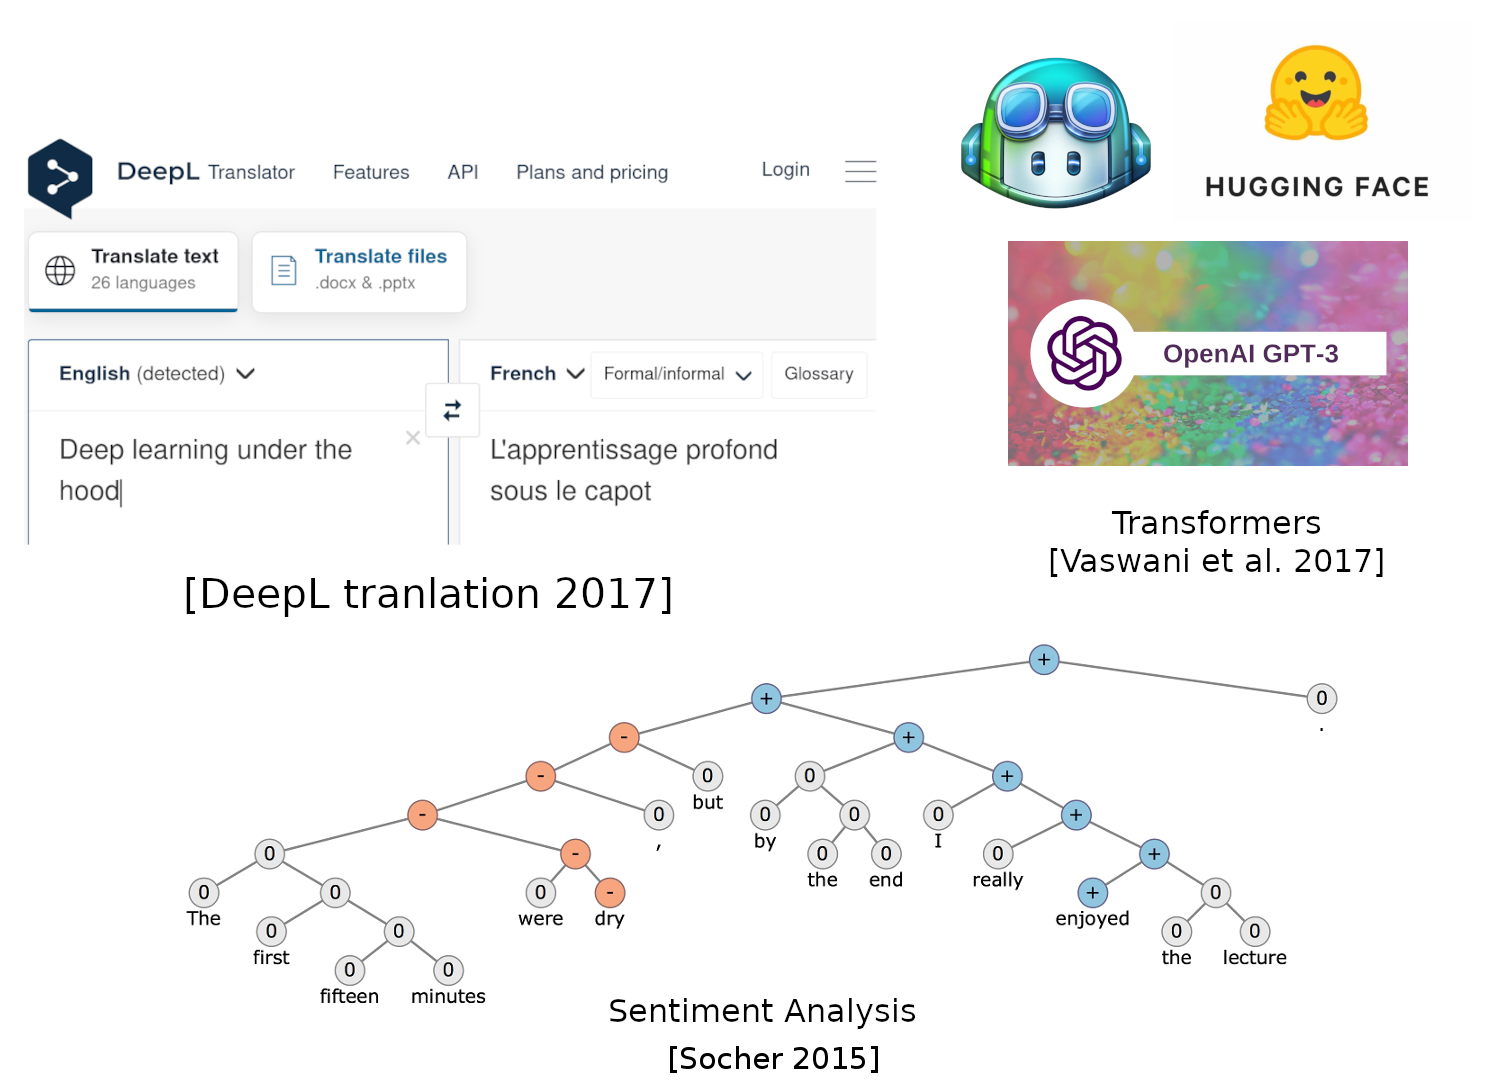 DeepL Translator Features API Plans and pricing Login
Translate text
26 languages
Translate files
.docx & .pptx
English (detected)
French Formal/informal Glossary
Deep learning under the
hood
L'apprentissage profond
sous le capot
[DeepL tranlation 2017]
HUGGING FACE
OpenAI GPT-3
Transformers
[Vaswani et al. 2017]
+
+ 0
.
- +
- 0 0 +
but
- 0 0 0 0 +
, by I
0 - 0 0 0 +
the end really
0 0 0 - + 0
The were dry enjoyed
0 0 0 0
first the lecture
0 0
fifteen minutes
Sentiment Analysis
[Socher 2015]